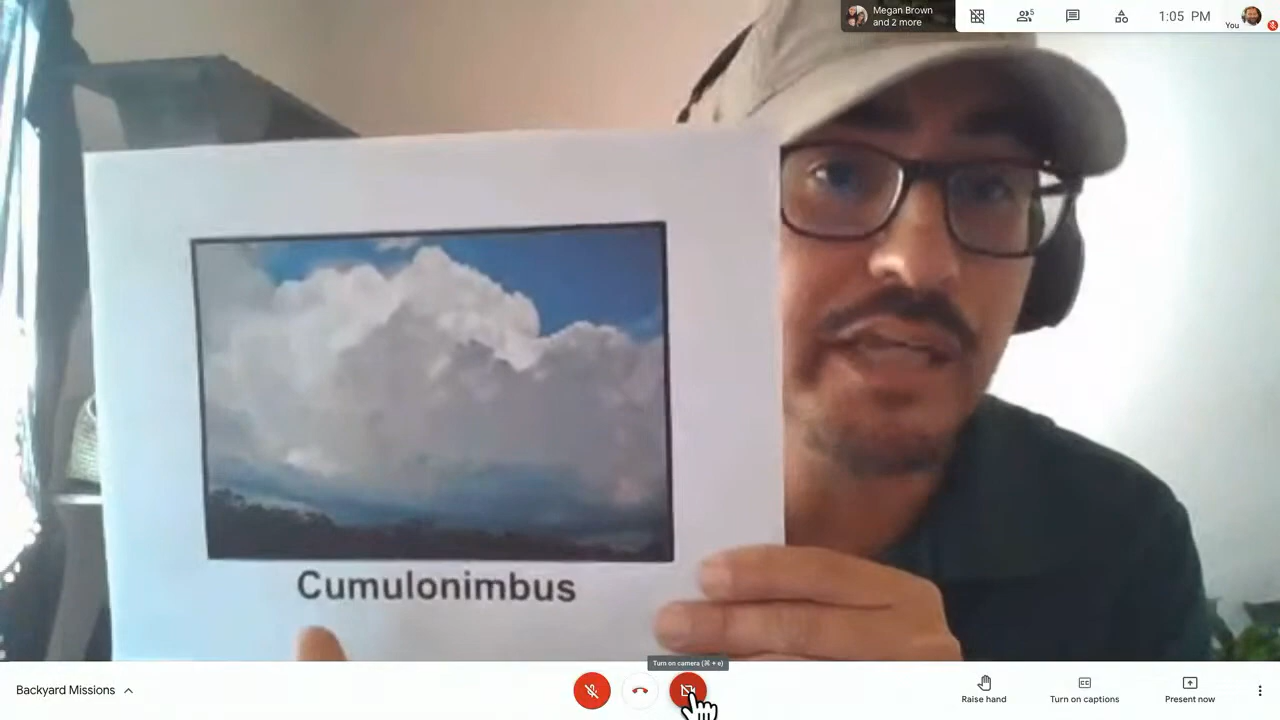 Megan Brown
and 2 more
5
1:05 PM
You
Cumulonimbus
Turn on camera (⌘ + e)
Backyard Missions
Raise hand
Turn on captions
Present now